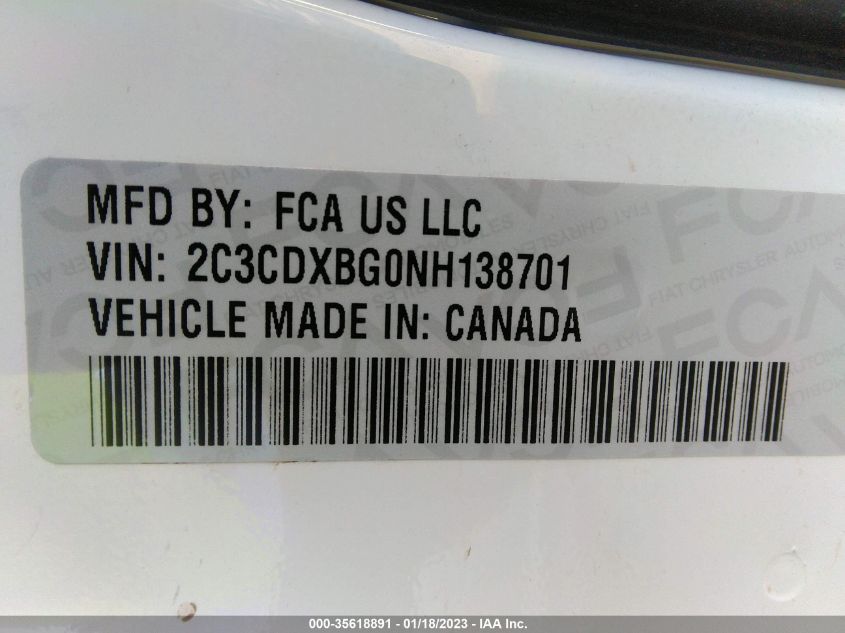 MFD BY: FCA US LLC
VIN: 2C3CDXBG0NH138701
VEHICLE MADE IN: CANADA
000-35618891 - 01/18/2023 - IAA Inc.